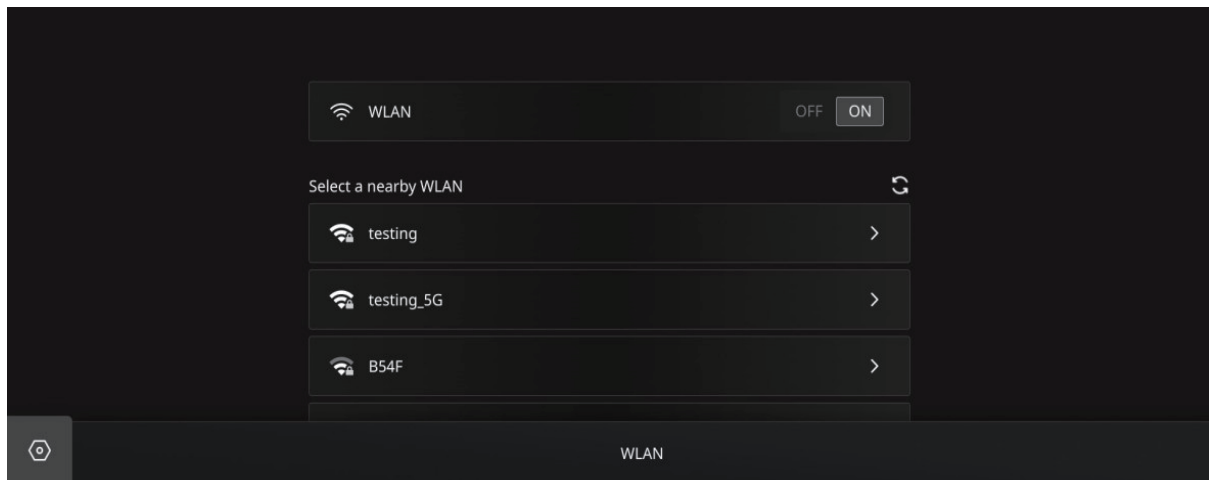 WLAN OFF ON
Select a nearby WLAN
testing
testing_5G
B54F
WLAN